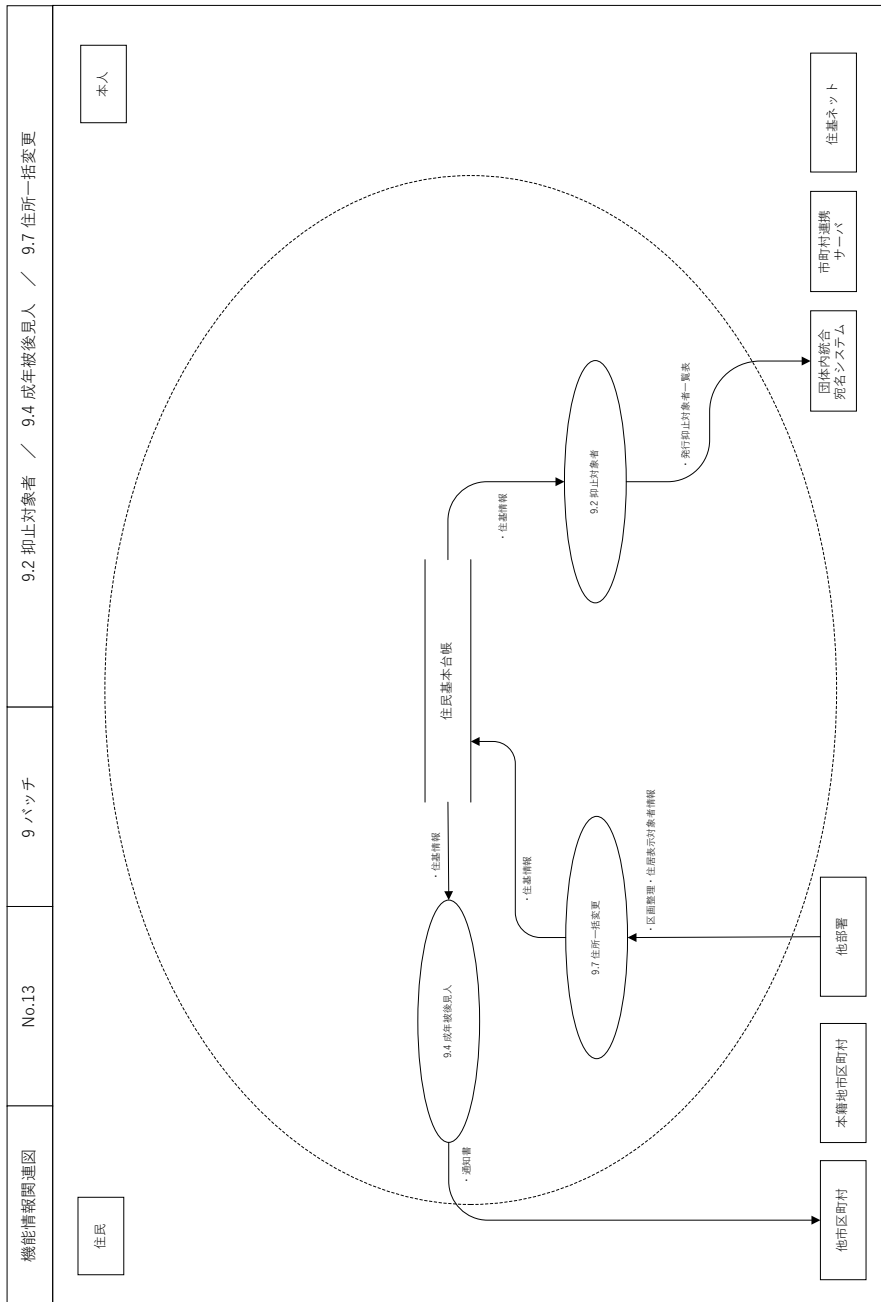 機能情報関連図
No.13
9 バッチ
9.2 抑止対象者 ／ 9.4 成年被後見人 ／ 9.7 住所一括変更
住民
本人
・通知書
9.4 成年被後見人
・住基情報
住民基本台帳
・住基情報
・住基情報
9.7 住所一括変更
・区画整理・住居表示対象者情報
9.2 抑止対象者
・発行抑止対象者一覧表
他市区町村
本籍地市区町村
他部署
団体内統合
宛名システム
市町村連携
サーバ
住基ネット